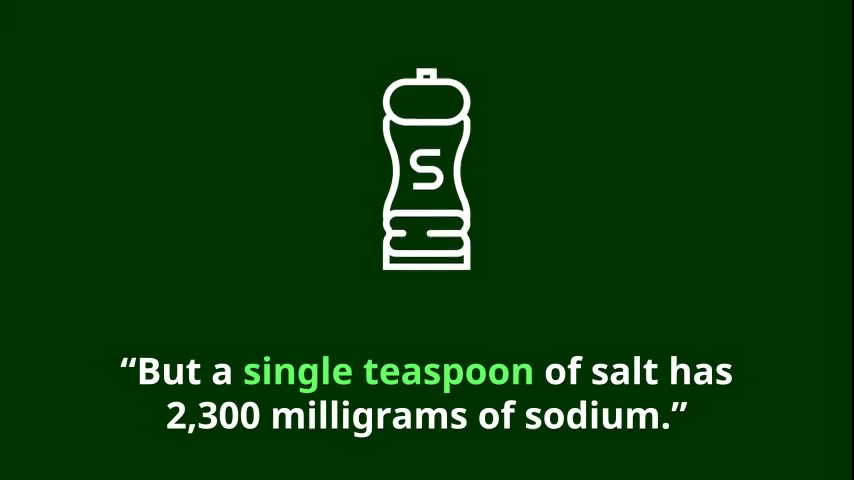 S
“But a single teaspoon of salt has
2,300 milligrams of sodium.”